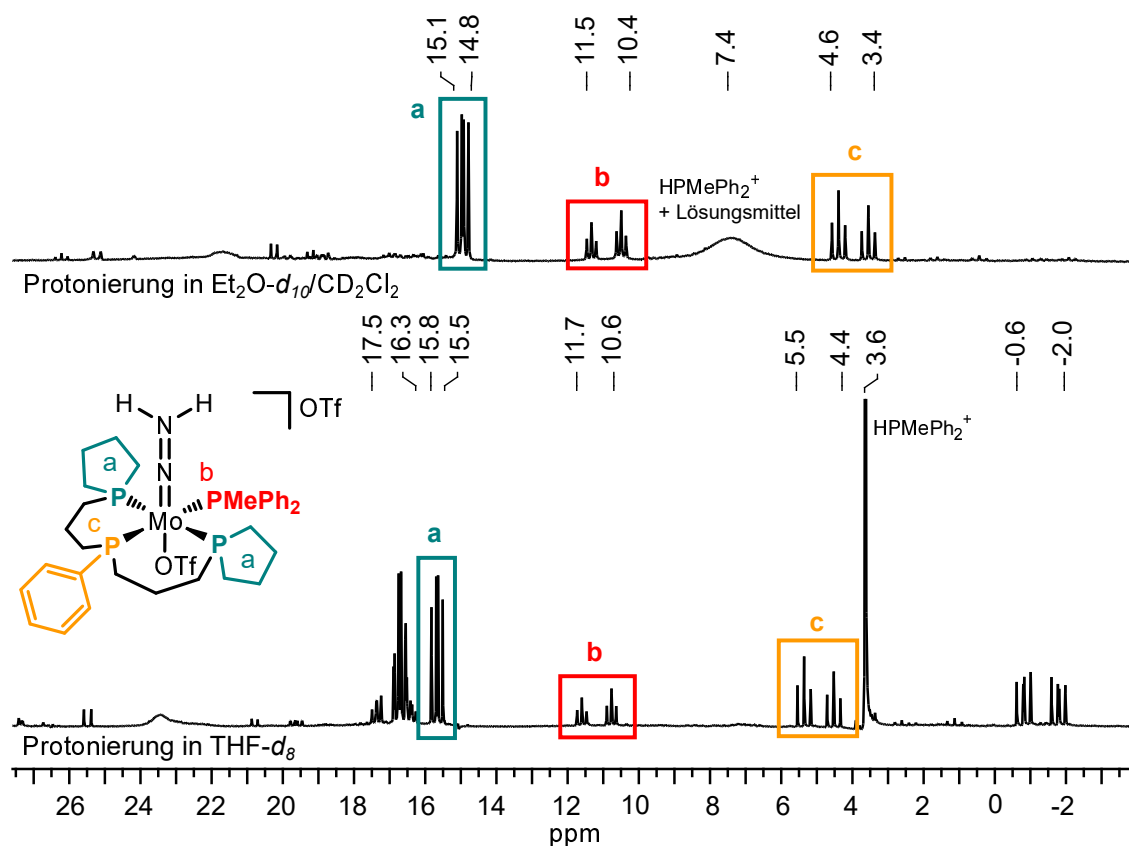 15.1 14.8 11.5 10.4 7.4 4.6 3.4
a
b
HPMePh₂⁺
+ Lösungsmittel
c
Protonierung in Et₂O-d₁₀/CD₂Cl₂
17.5 16.3 15.8 15.5 11.7 10.6 5.5 4.4 3.6 -0.6 -2.0
H H
N
OTf
N
a
b
P
PMePh₂
Mo
c
P
P
OTf
a
HPMePh₂⁺
a
b
c
Protonierung in THF-d₈
26 24 22 20 18 16 14 12 10 8 6 4 2 0 -2
ppm